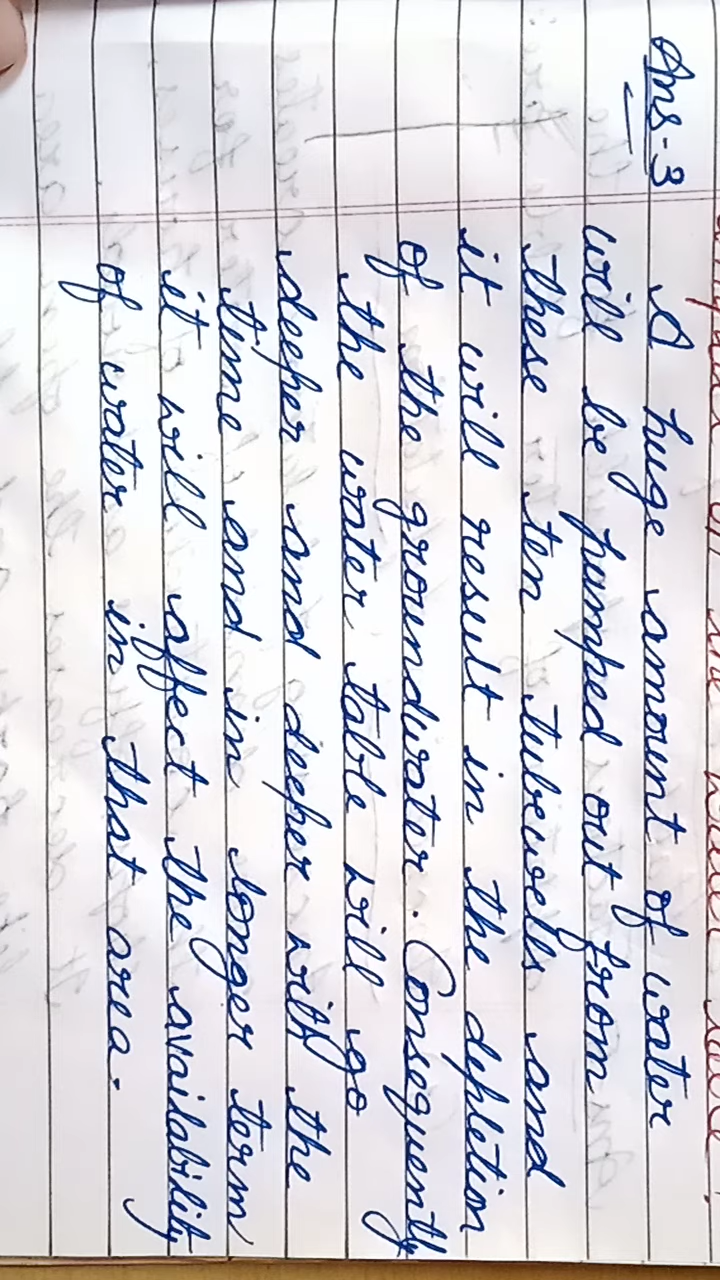 Ans-3 A huge amount of water
will be pumped out from
these ten tubewells and
it will result in the depletion
of the groundwater. Consequently
the water table will go
deeper and deeper with the
time and in longer term
it will affect the availability
of water in that area.